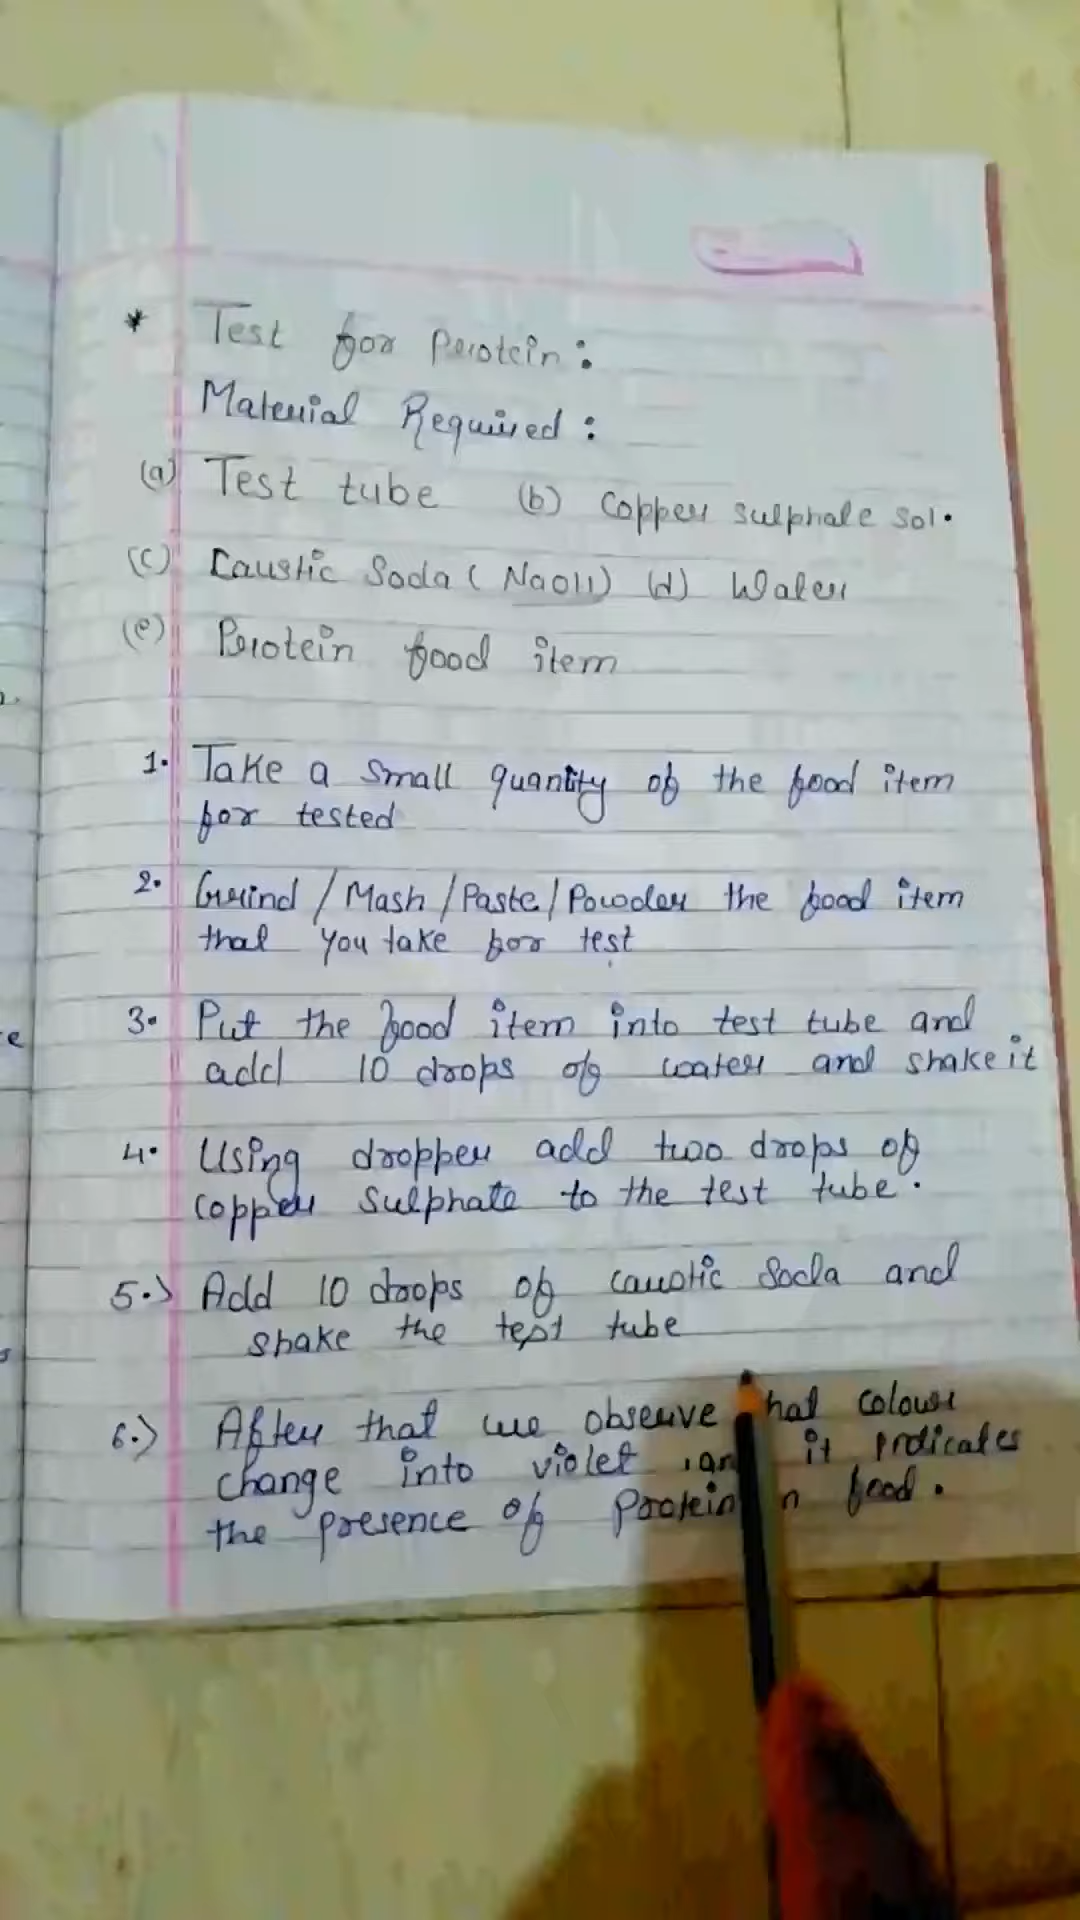 * Test for Protein :
Material Required :
(a) Test tube (b) Copper sulphate sol.
(c) Caustic Soda ( NaOH) (d) Water
(e) Protein food item
1. Take a small quantity of the food item
for tested
2. Grind / Mash / Paste / Powder the food item
that you take for test
3. Put the food item into test tube and
add 10 drops of water and shake it
4. Using dropper add two drops of
copper sulphate to the test tube.
5.) Add 10 drops of caustic Soda and
shake the test tube
6.) After that we observe that colour
change into violet it indicates
the presence of Protein in food.